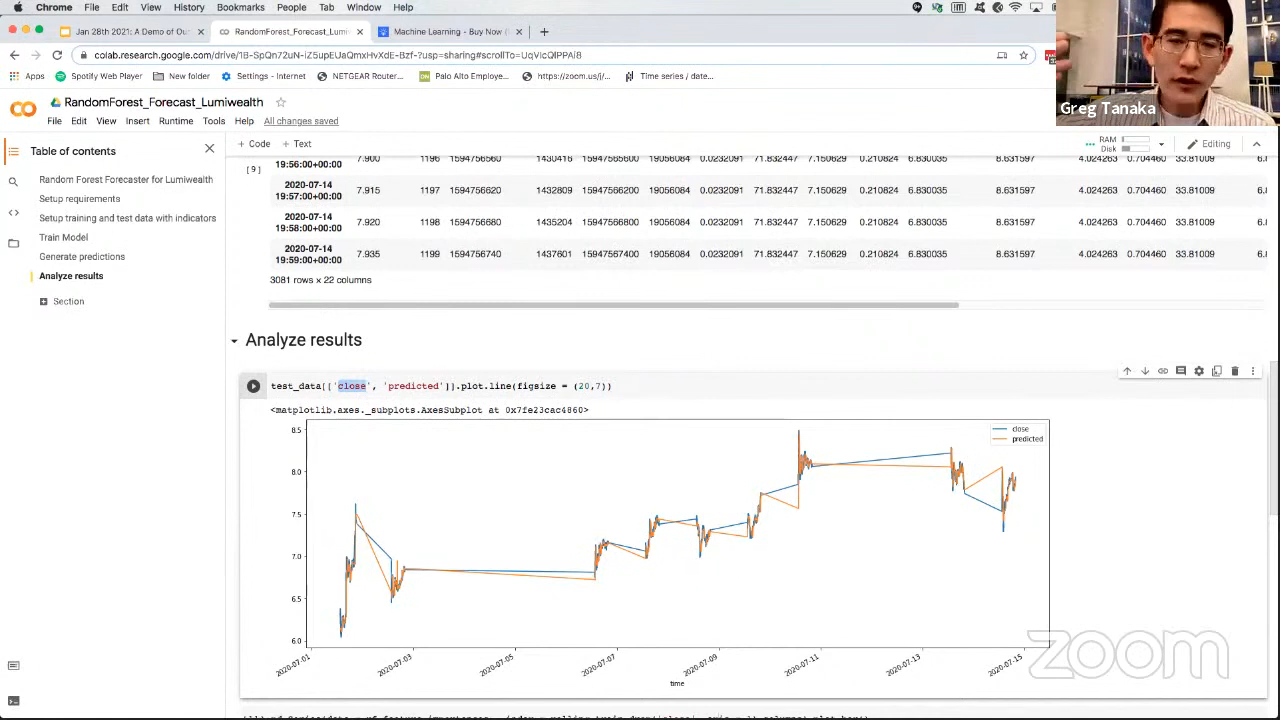 Chrome File Edit View History Bookmarks People Tab Window Help
Jan 28th 2021: A Demo of Ou
RandomForest_Forecast_Lumi
Machine Learning - Buy Now (
colab.research.google.com/drive/
Apps Spotify Web Player New folder Settings - Internet NETGEAR Router... Palo Alto Employe... https://zoom.us/j/... Time series / date...
Greg Tanaka
RandomForest_Forecast_Lumiwealth
File Edit View Insert Runtime Tools Help All changes saved
Table of contents
Random Forest Forecaster for Lumiwealth
Setup requirements
Setup training and test data with indicators
Train Model
Generate predictions
Analyze results
Section
+ Code + Text
RAM
Disk
Editing
[9]
19:56:00+00:00 7.900 1196 1594756560 1430416 15947565600 19056084 0.0232091 71.832447 7.150629 0.210824 6.830035 8.631597 4.024263 0.704460 33.81009
2020-07-14
19:57:00+00:00 7.915 1197 1594756620 1432809 15947566200 19056084 0.0232091 71.832447 7.150629 0.210824 6.830035 8.631597 4.024263 0.704460 33.81009
2020-07-14
19:58:00+00:00 7.920 1198 1594756680 1435204 15947566800 19056084 0.0232091 71.832447 7.150629 0.210824 6.830035 8.631597 4.024263 0.704460 33.81009
2020-07-14
19:59:00+00:00 7.935 1199 1594756740 1437601 15947567400 19056084 0.0232091 71.832447 7.150629 0.210824 6.830035 8.631597 4.024263 0.704460 33.81009
3081 rows × 22 columns
Analyze results
test_data[['close', 'predicted']].plot.line(figsize = (20,7))
<matplotlib.axes._subplots.AxesSubplot at 0x7fe23cac4860>
close
predicted
8.5
8.0
7.5
7.0
6.5
6.0
2020-07-01 2020-07-03 2020-07-05 2020-07-07 2020-07-09 2020-07-11 2020-07-13 2020-07-15
time
zoom